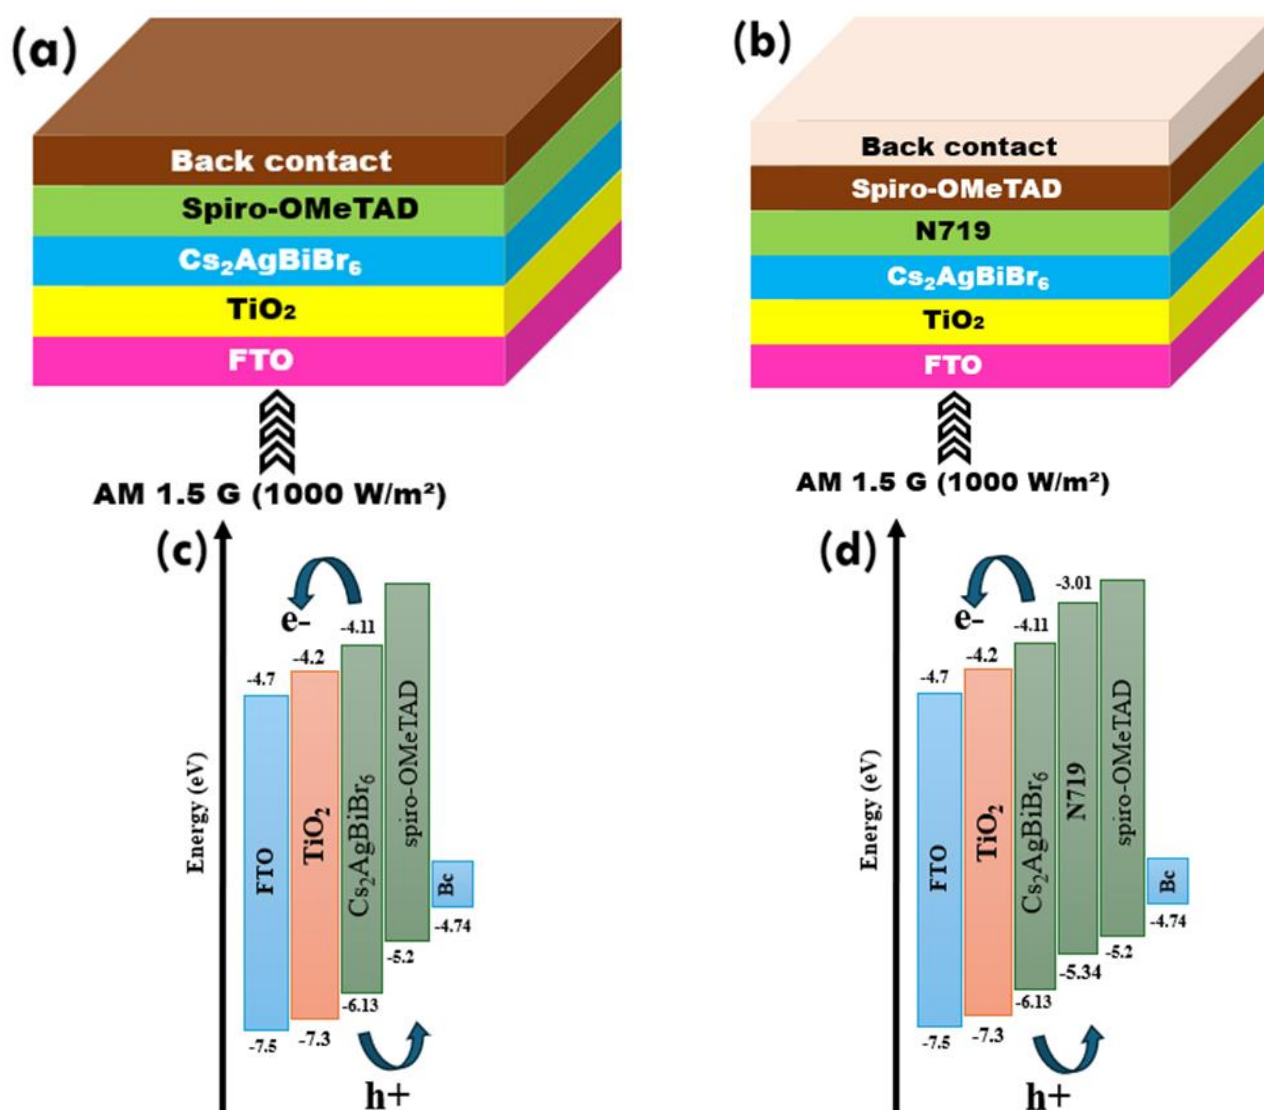 (a)
Back contact
Spiro-OMeTAD
Cs₂AgBiBr₆
TiO₂
FTO
AM 1.5 G (1000 W/m²)
(b)
Back contact
Spiro-OMeTAD
N719
Cs₂AgBiBr₆
TiO₂
FTO
AM 1.5 G (1000 W/m²)
(c)
Energy (eV)
e-
-4.7
-4.2
-4.11
FTO
TiO₂
Cs₂AgBiBr₆
spiro-OMeTAD
Bc
-4.74
-5.2
-6.13
-7.3
-7.5
h+
(d)
Energy (eV)
e-
-4.7
-4.2
-4.11
-3.01
FTO
TiO₂
Cs₂AgBiBr₆
N719
spiro-OMeTAD
Bc
-4.74
-5.2
-5.34
-6.13
-7.3
-7.5
h+